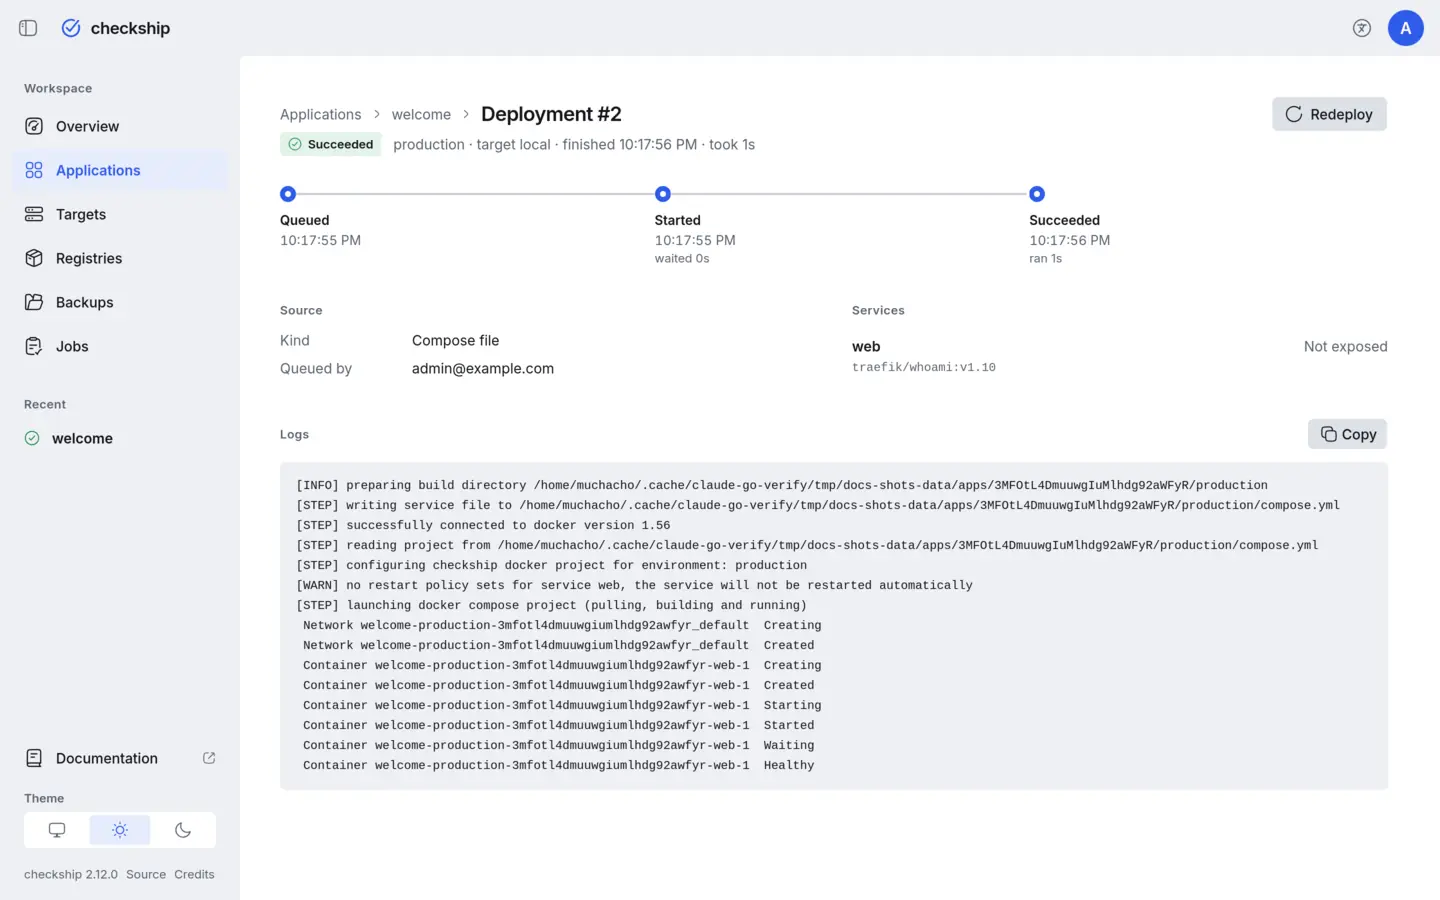 checkship
A
Workspace
Overview
Applications
Targets
Registries
Backups
Jobs
Recent
welcome
Documentation
Theme
checkship 2.12.0 Source Credits
Applications > welcome > Deployment #2
Redeploy
Succeeded production · target local · finished 10:17:56 PM · took 1s
Queued
10:17:55 PM
Started
10:17:55 PM
waited 0s
Succeeded
10:17:56 PM
ran 1s
Source
Kind Compose file
Queued by admin@example.com
Services
web
Not exposed
traefik/whoami:v1.10
Logs
Copy
[INFO] preparing build directory /home/muchacho/.cache/claude-go-verify/tmp/docs-shots-data/apps/3MFOtL4DmuuwgIuMlhdg92aWFyR/production
[STEP] writing service file to /home/muchacho/.cache/claude-go-verify/tmp/docs-shots-data/apps/3MFOtL4DmuuwgIuMlhdg92aWFyR/production/compose.yml
[STEP] successfully connected to docker version 1.56
[STEP] reading project from /home/muchacho/.cache/claude-go-verify/tmp/docs-shots-data/apps/3MFOtL4DmuuwgIuMlhdg92aWFyR/production/compose.yml
[STEP] configuring checkship docker project for environment: production
[WARN] no restart policy sets for service web, the service will not be restarted automatically
[STEP] launching docker compose project (pulling, building and running)
Network welcome-production-3mfotl4dmuuwgiumlhdg92awfyr_default  Creating
Network welcome-production-3mfotl4dmuuwgiumlhdg92awfyr_default  Created
Container welcome-production-3mfotl4dmuuwgiumlhdg92awfyr-web-1  Creating
Container welcome-production-3mfotl4dmuuwgiumlhdg92awfyr-web-1  Created
Container welcome-production-3mfotl4dmuuwgiumlhdg92awfyr-web-1  Starting
Container welcome-production-3mfotl4dmuuwgiumlhdg92awfyr-web-1  Started
Container welcome-production-3mfotl4dmuuwgiumlhdg92awfyr-web-1  Waiting
Container welcome-production-3mfotl4dmuuwgiumlhdg92awfyr-web-1  Healthy